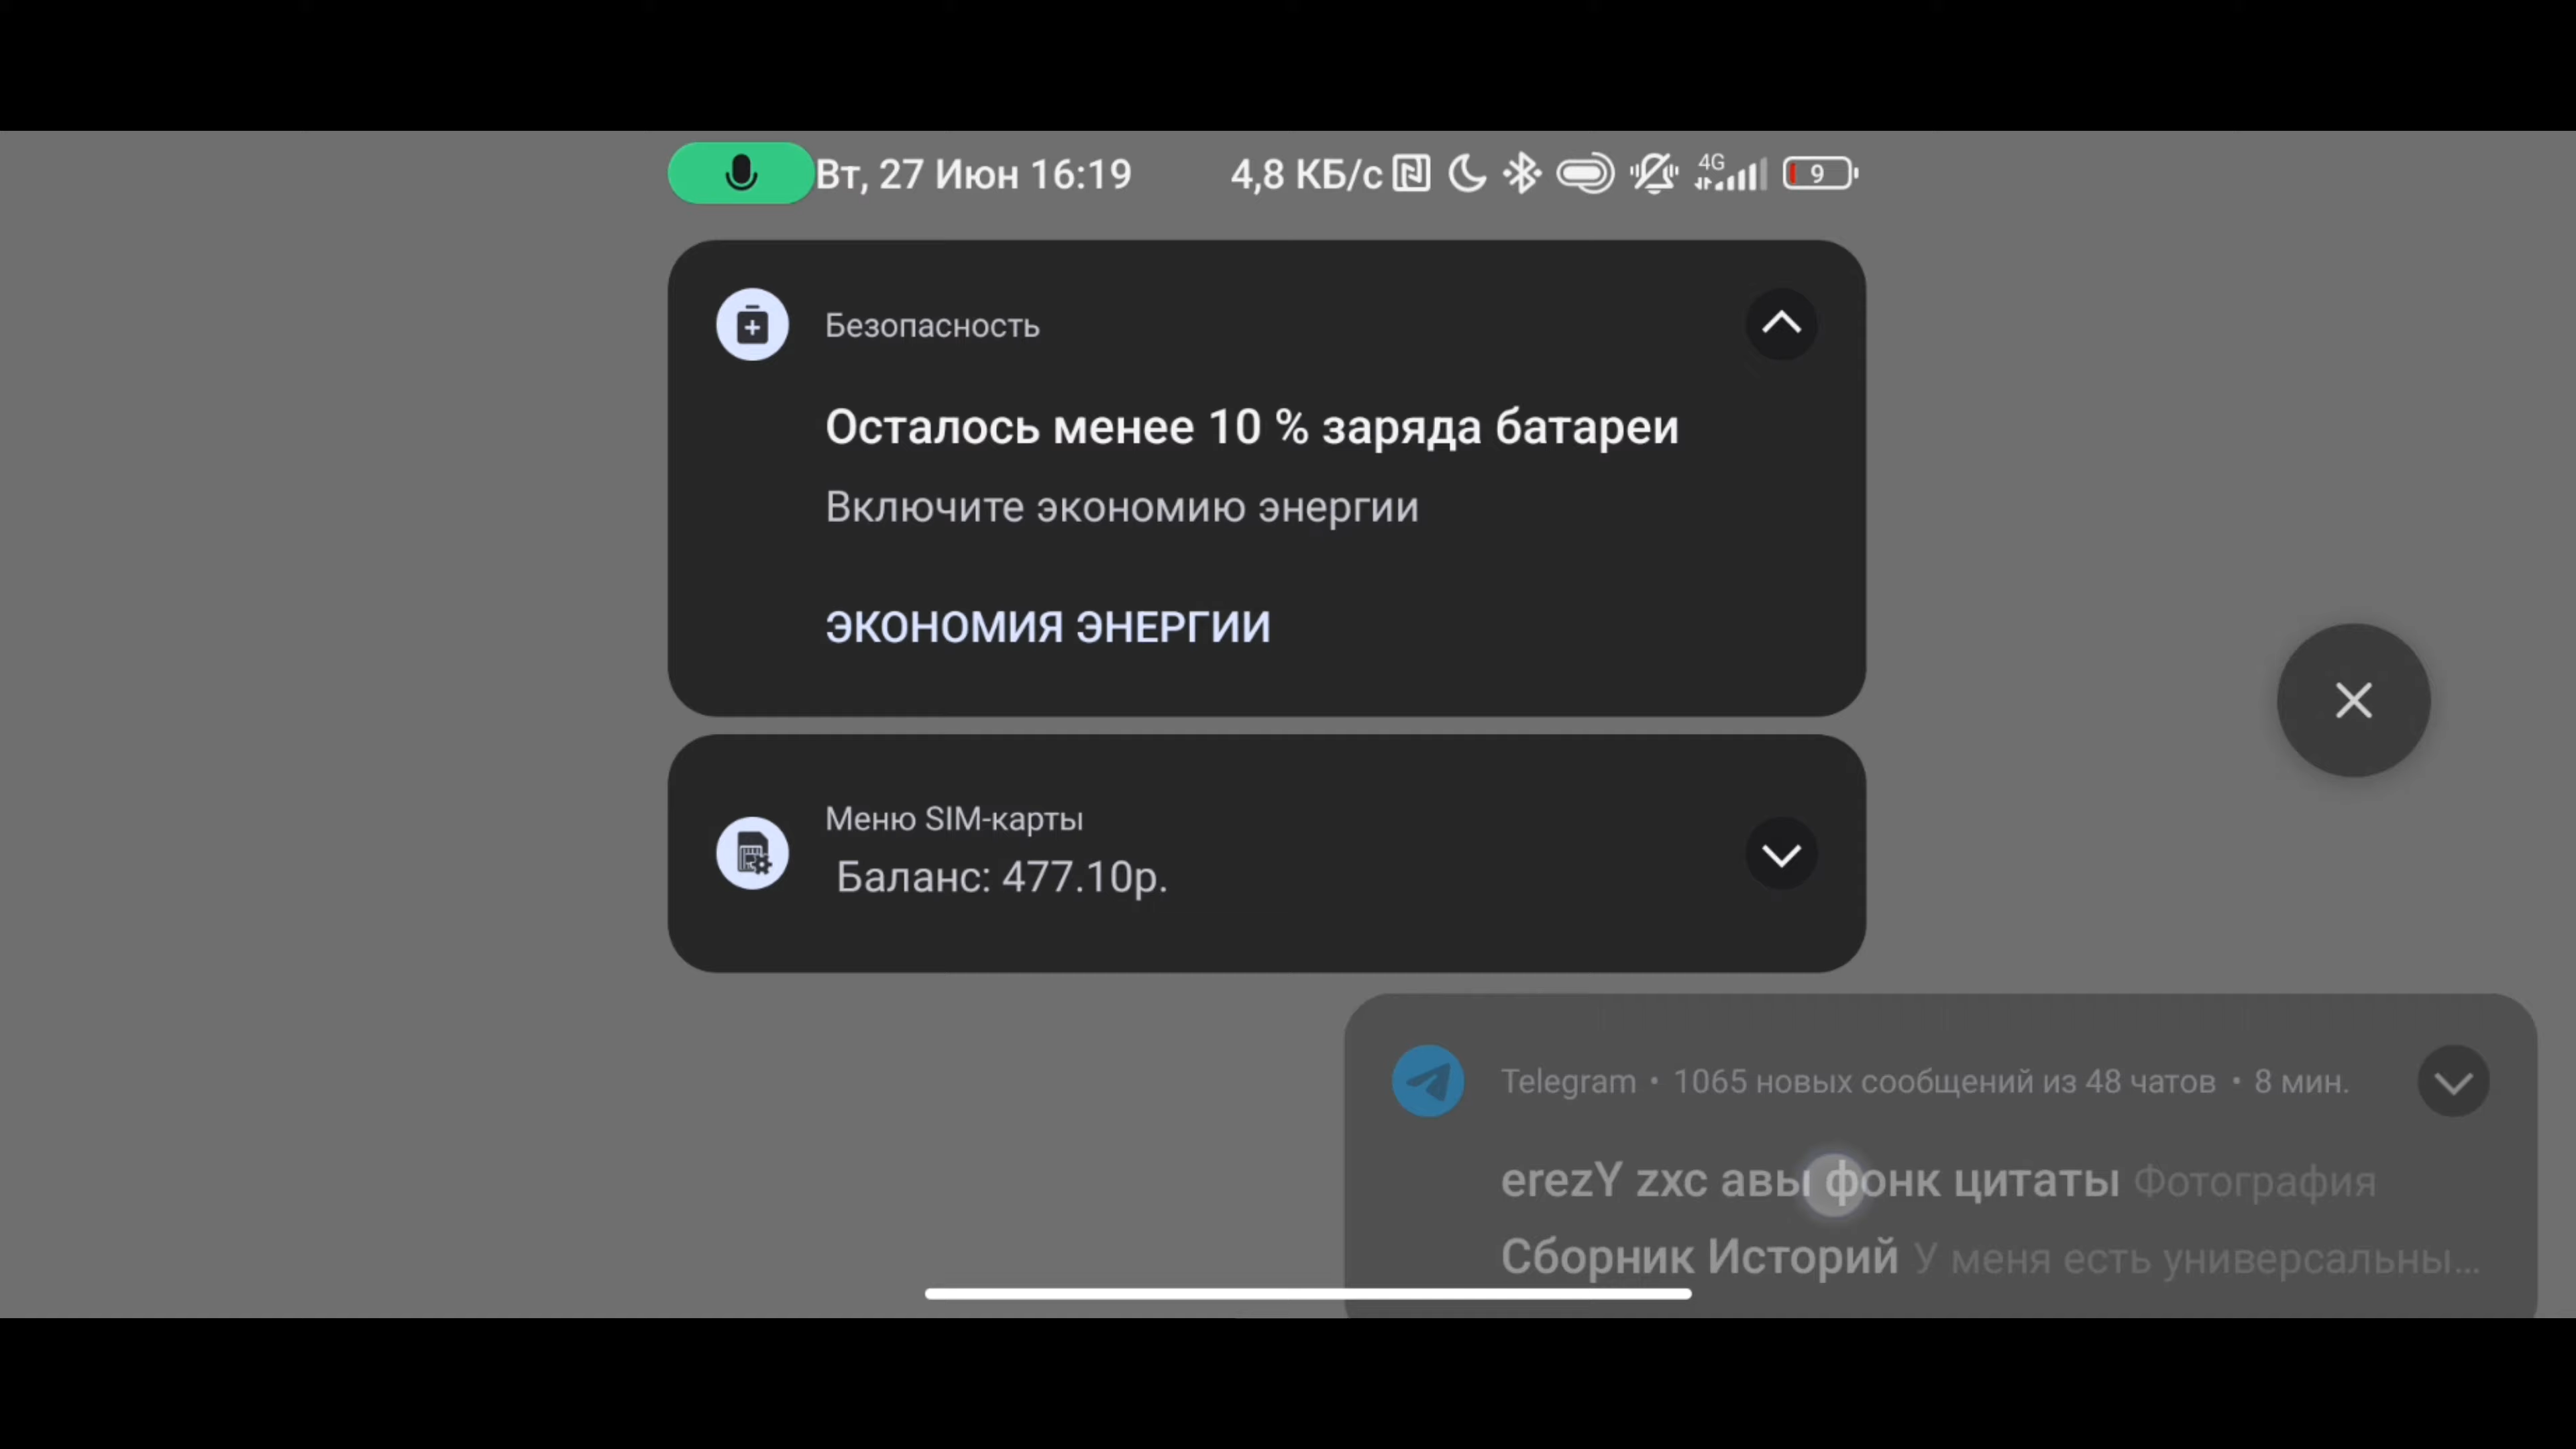 Вт, 27 Июн 16:19 4,8 КБ/с 4G 9
Безопасность
Осталось менее 10 % заряда батареи
Включите экономию энергии
ЭКОНОМИЯ ЭНЕРГИИ
Меню SIM-карты
Баланс: 477.10р.
Telegram • 1065 новых сообщений из 48 чатов • 8 мин.
erezY zxc авы фонк цитаты Фотография
Сборник Историй У меня есть универсальны...